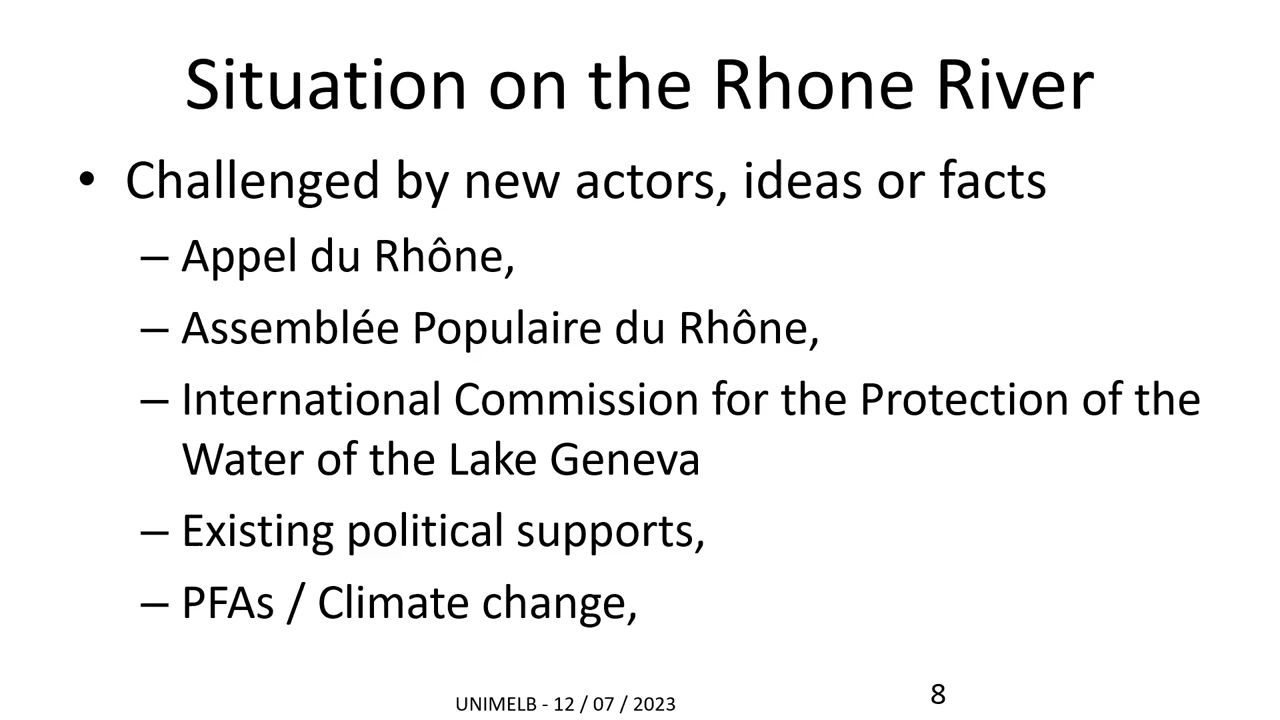 Situation on the Rhone River
• Challenged by new actors, ideas or facts
– Appel du Rhône,
– Assemblée Populaire du Rhône,
– International Commission for the Protection of the
Water of the Lake Geneva
– Existing political supports,
– PFAs / Climate change,
UNIMELB - 12 / 07 / 2023
8